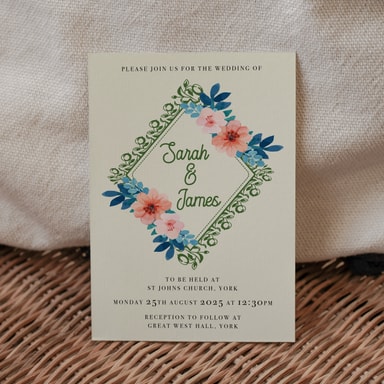 PLEASE JOIN US FOR THE WEDDING OF
Sarah
&
James
TO BE HELD AT
ST JOHNS CHURCH, YORK
MONDAY 25TH AUGUST 2025 AT 12:30PM
RECEPTION TO FOLLOW AT
GREAT WEST HALL, YORK